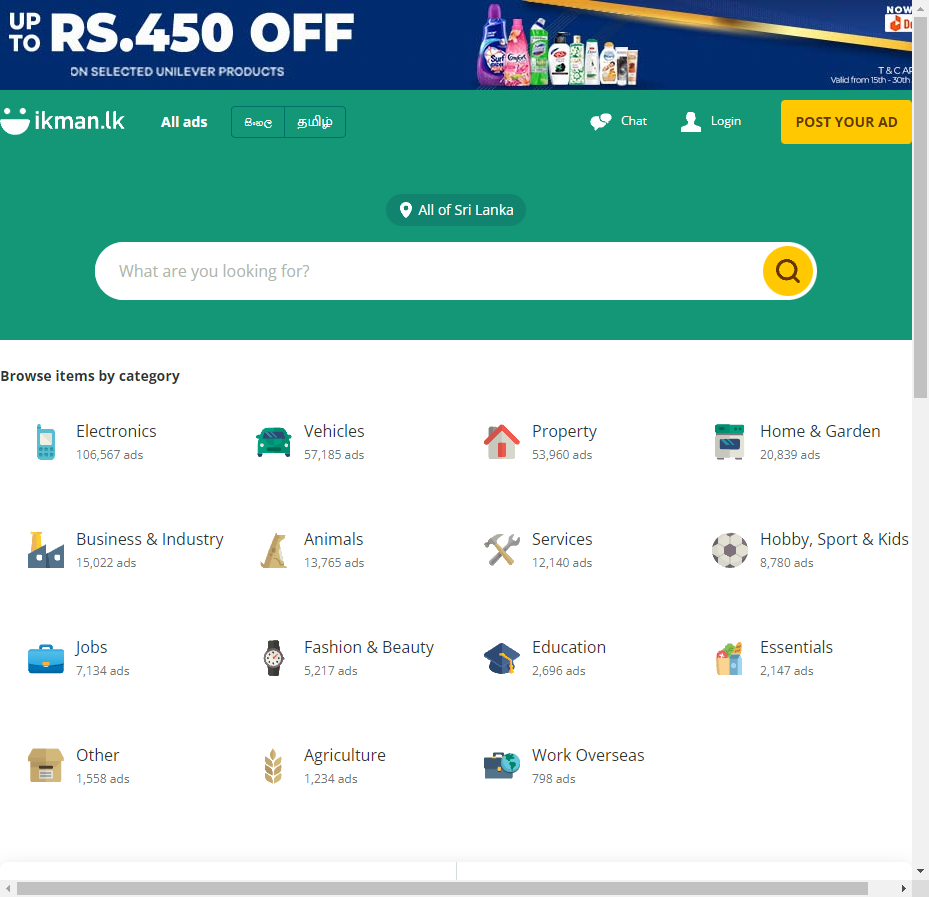 UP TO RS.450 OFF
ON SELECTED UNILEVER PRODUCTS
NOW
T & C AP
Valid from 15th - 30th
ikman.lk
All ads
தமிழ்
Chat
Login
POST YOUR AD
All of Sri Lanka
What are you looking for?
Browse items by category
Electronics
106,567 ads
Vehicles
57,185 ads
Property
53,960 ads
Home & Garden
20,839 ads
Business & Industry
15,022 ads
Animals
13,765 ads
Services
12,140 ads
Hobby, Sport & Kids
8,780 ads
Jobs
7,134 ads
Fashion & Beauty
5,217 ads
Education
2,696 ads
Essentials
2,147 ads
Other
1,558 ads
Agriculture
1,234 ads
Work Overseas
798 ads